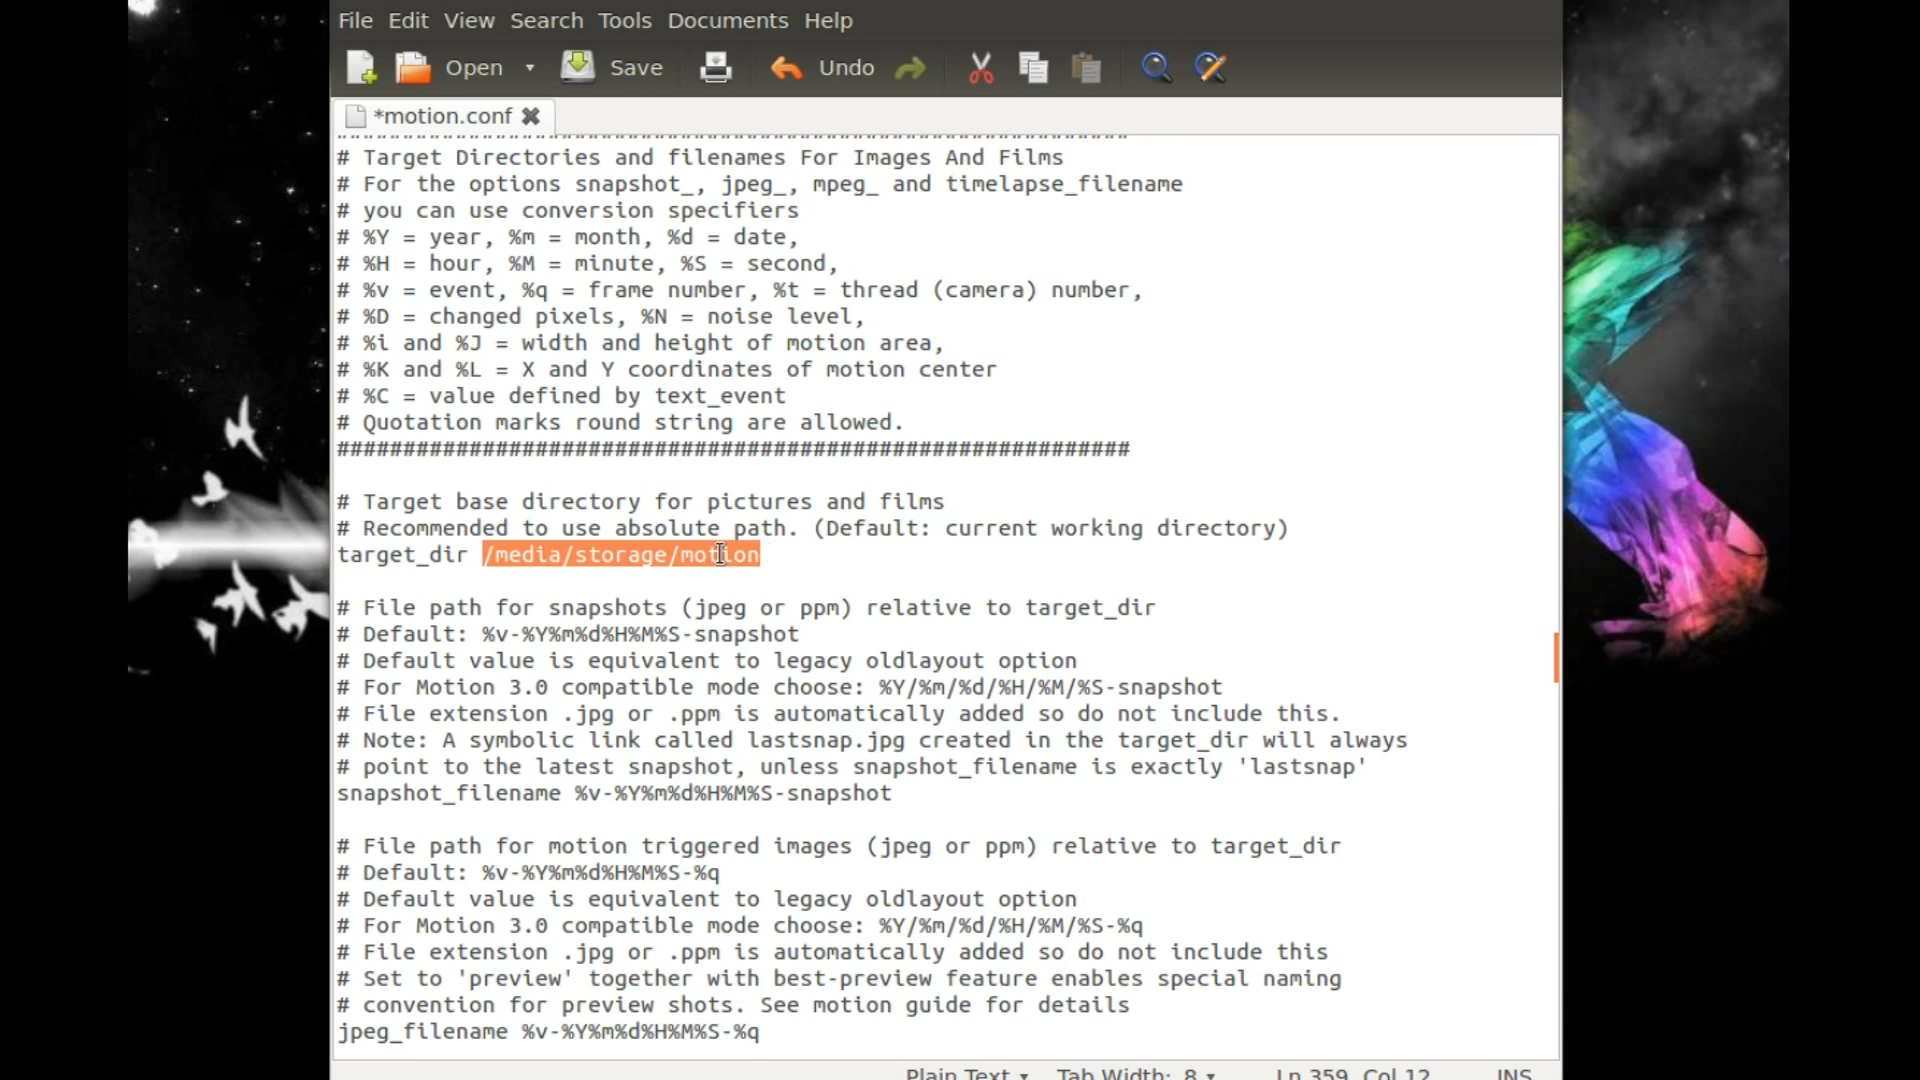 File Edit View Search Tools Documents Help
Open Save Undo
*motion.conf
############################################################
# Target Directories and filenames For Images And Films
# For the options snapshot_, jpeg_, mpeg_ and timelapse_filename
# you can use conversion specifiers
# %Y = year, %m = month, %d = date,
# %H = hour, %M = minute, %S = second,
# %v = event, %q = frame number, %t = thread (camera) number,
# %D = changed pixels, %N = noise level,
# %i and %J = width and height of motion area,
# %K and %L = X and Y coordinates of motion center
# %C = value defined by text_event
# Quotation marks round string are allowed.
############################################################
# Target base directory for pictures and films
# Recommended to use absolute path. (Default: current working directory)
target_dir /media/storage/motion
# File path for snapshots (jpeg or ppm) relative to target_dir
# Default: %v-%Y%m%d%H%M%S-snapshot
# Default value is equivalent to legacy oldlayout option
# For Motion 3.0 compatible mode choose: %Y/%m/%d/%H/%M/%S-snapshot
# File extension .jpg or .ppm is automatically added so do not include this.
# Note: A symbolic link called lastsnap.jpg created in the target_dir will always
# point to the latest snapshot, unless snapshot_filename is exactly 'lastsnap'
snapshot_filename %v-%Y%m%d%H%M%S-snapshot
# File path for motion triggered images (jpeg or ppm) relative to target_dir
# Default: %v-%Y%m%d%H%M%S-%q
# Default value is equivalent to legacy oldlayout option
# For Motion 3.0 compatible mode choose: %Y/%m/%d/%H/%M/%S-%q
# File extension .jpg or .ppm is automatically added so do not include this
# Set to 'preview' together with best-preview feature enables special naming
# convention for preview shots. See motion guide for details
jpeg_filename %v-%Y%m%d%H%M%S-%q
Plain Text Tab Width: 8 Ln 359, Col 12 INS